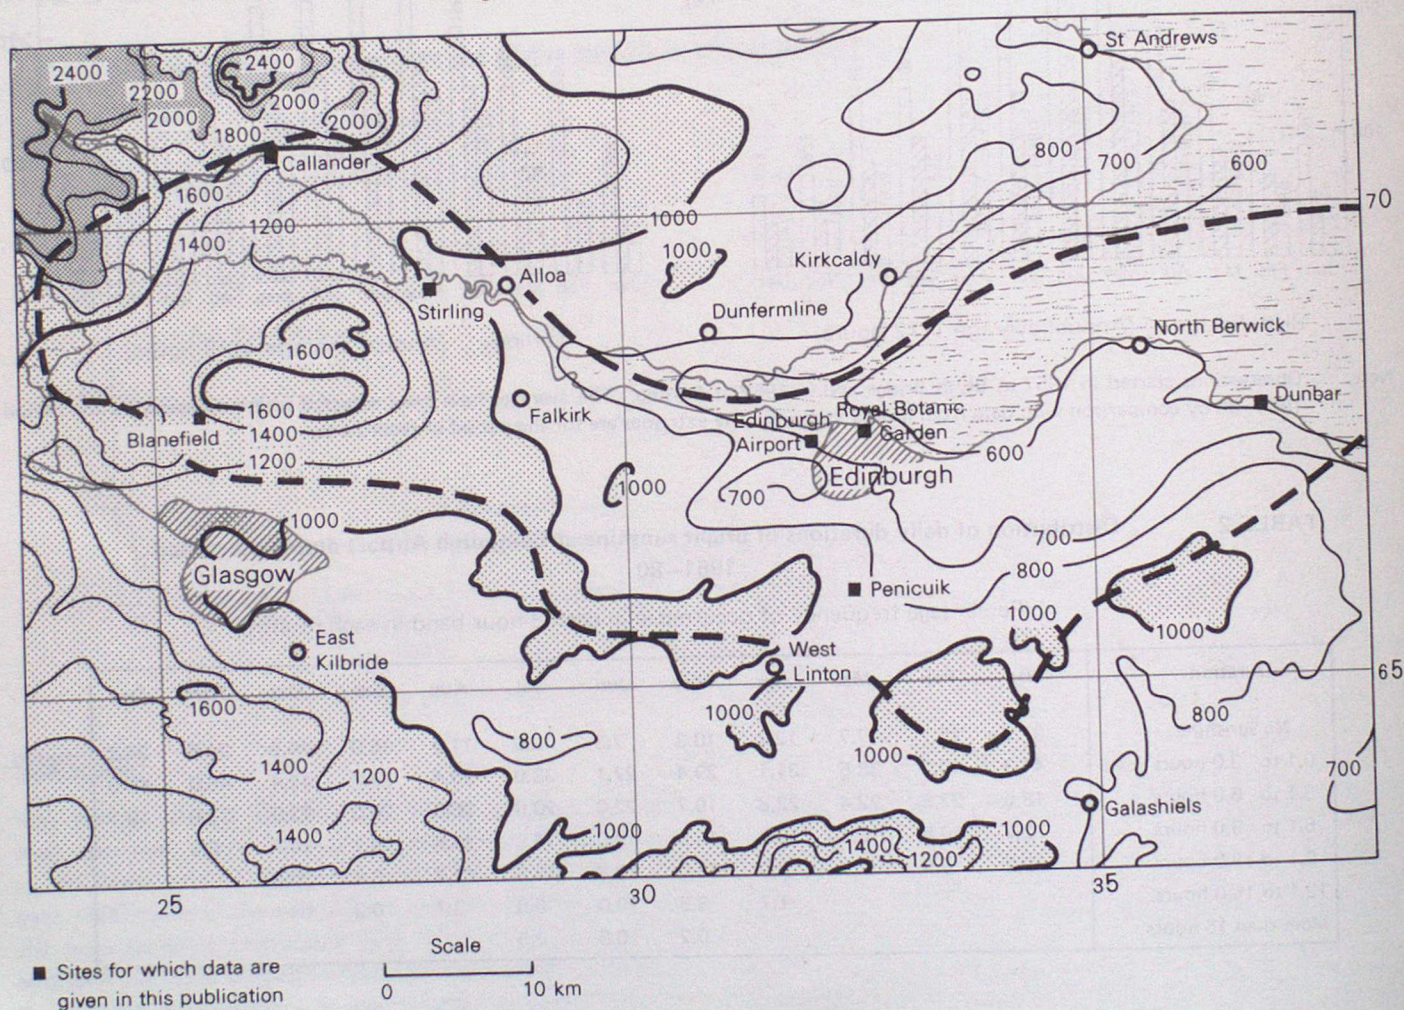 St Andrews
2400
2400
2200
2000
2000
2000
1800
Callander
800
700
600
1600
1200
1000
70
1400
1000
Kirkcaldy
Alloa
Stirling
Dunfermline
North Berwick
1600
1600
Falkirk
Dunbar
Edinburgh
Airport
Royal Botanic
Garden
Blanefield
1400
1200
600
Edinburgh
1000
700
1000
700
800
Glasgow
Penicuik
1000
1000
East
Kilbride
West
Linton
65
1600
1000
800
800
1000
1400
1200
700
Galashiels
1400
1000
1000
1400
1200
25
30
35
Scale
0
10 km
Sites for which data are
given in this publication